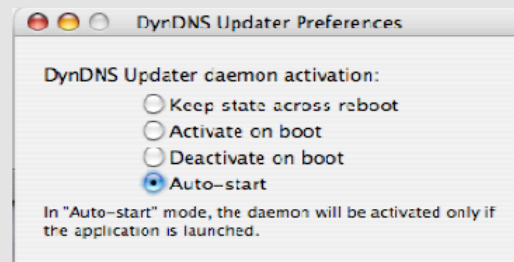 DynDNS Updater Preferences
DynDNS Updater daemon activation:
Keep state across reboot
Activate on boot
Deactivate on boot
Auto-start
In "Auto-start" mode, the daemon will be activated only if
the application is launched.